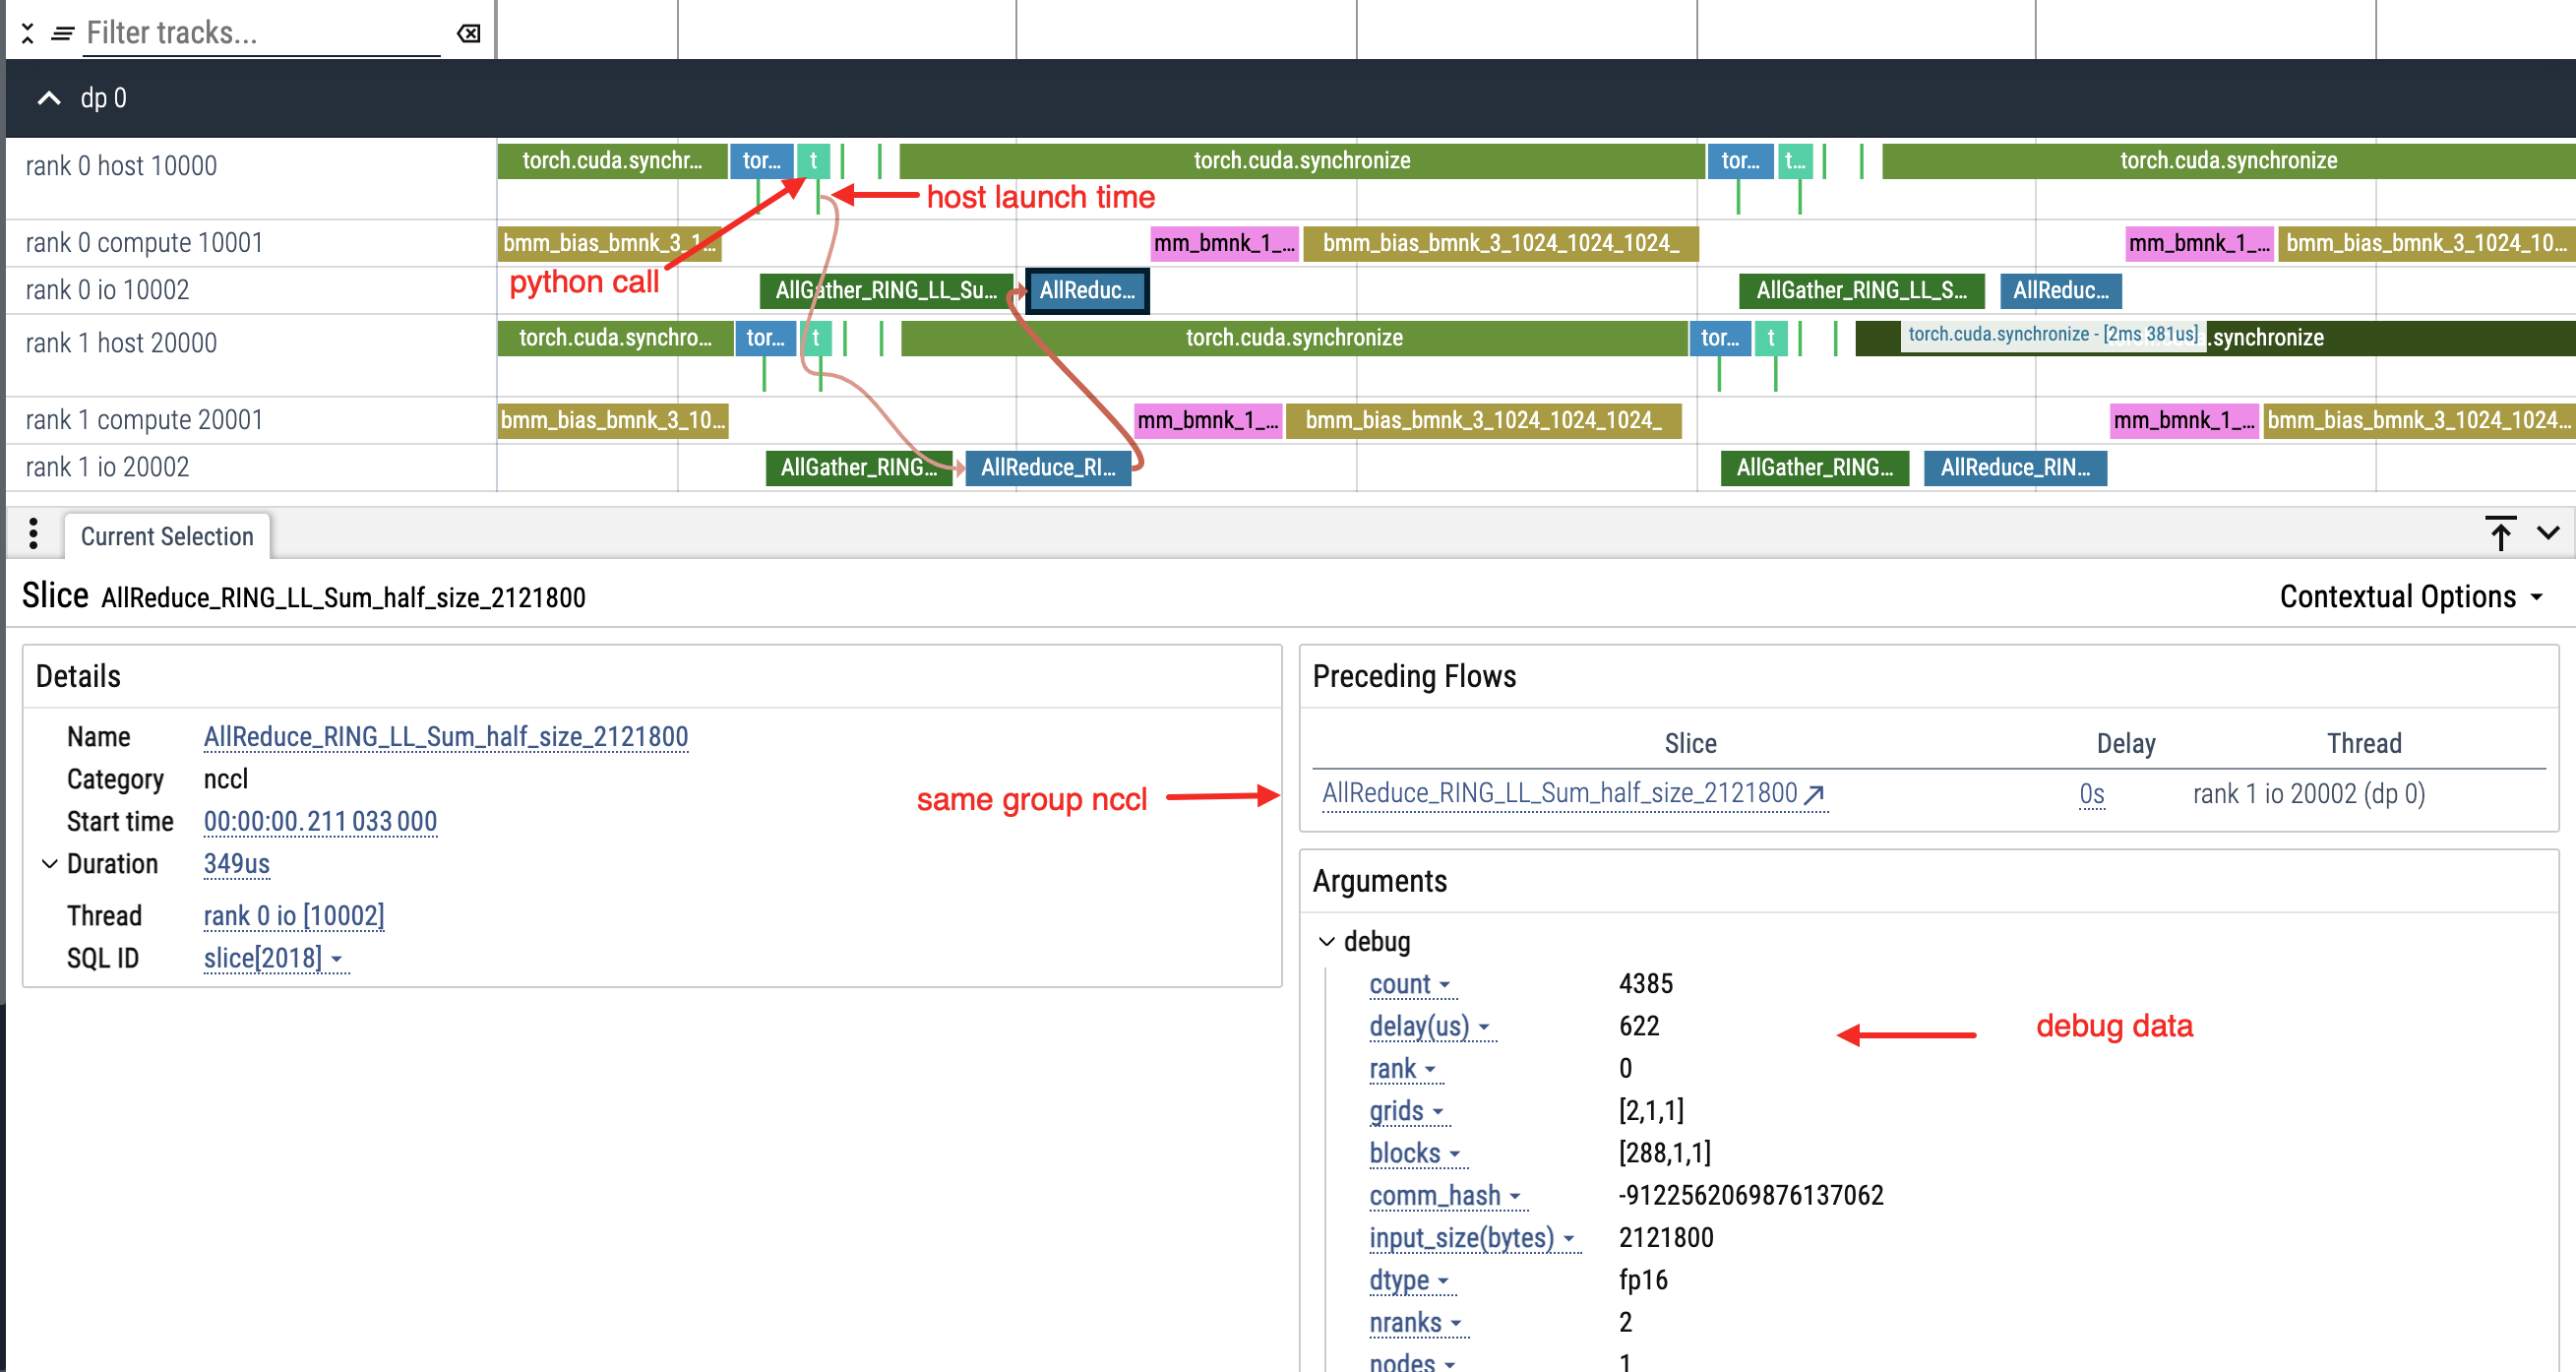 Filter tracks...
dp 0
rank 0 host 10000
torch.cuda.synchr...
tor...
t
torch.cuda.synchronize
tor...
t...
torch.cuda.synchronize
host launch time
rank 0 compute 10001
bmm_bias_bmnk_3_1...
mm_bmnk_1_...
bmm_bias_bmnk_3_1024_1024_1024_
mm_bmnk_1_...
bmm_bias_bmnk_3_1024_10...
python call
rank 0 io 10002
AllGather_RING_LL_Su...
AllReduc...
AllGather_RING_LL_S...
AllReduc...
rank 1 host 20000
torch.cuda.synchro...
tor...
t
torch.cuda.synchronize
tor...
t
torch.cuda.synchronize - [2ms 381us]
.synchronize
rank 1 compute 20001
bmm_bias_bmnk_3_10...
mm_bmnk_1_...
bmm_bias_bmnk_3_1024_1024_1024_
mm_bmnk_1_...
bmm_bias_bmnk_3_1024_1024...
rank 1 io 20002
AllGather_RING...
AllReduce_RI...
AllGather_RING...
AllReduce_RIN...
Current Selection
Slice AllReduce_RING_LL_Sum_half_size_2121800
Contextual Options
Details
Name AllReduce_RING_LL_Sum_half_size_2121800
Category nccl
Start time 00:00:00.211 033 000
Duration 349us
Thread rank 0 io [10002]
SQL ID slice[2018]
same group nccl
Preceding Flows
Slice Delay Thread
AllReduce_RING_LL_Sum_half_size_2121800 0s rank 1 io 20002 (dp 0)
Arguments
debug
count 4385
delay(us) 622
debug data
rank 0
grids [2,1,1]
blocks [288,1,1]
comm_hash -9122562069876137062
input_size(bytes) 2121800
dtype fp16
nranks 2
nodes 1